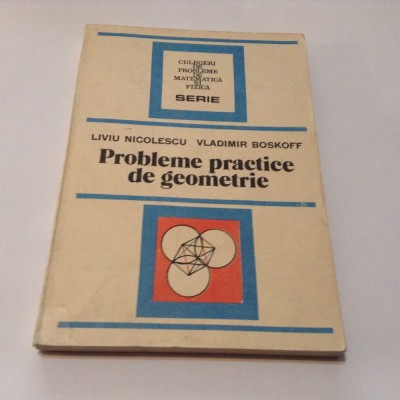 CULEGERI
DE
PROBLEME
DE
MATEMATICĂ
ȘI
FIZICĂ
SERIE
LIVIU NICOLESCU VLADIMIR BOSKOFF
Probleme practice
de geometrie